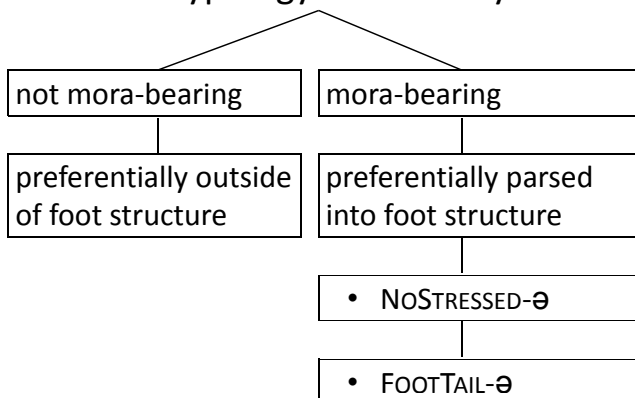 not mora-bearing
mora-bearing
preferentially outside
of foot structure
preferentially parsed
into foot structure
• NOSTRESSED-ə
• FOOTTAIL-ə